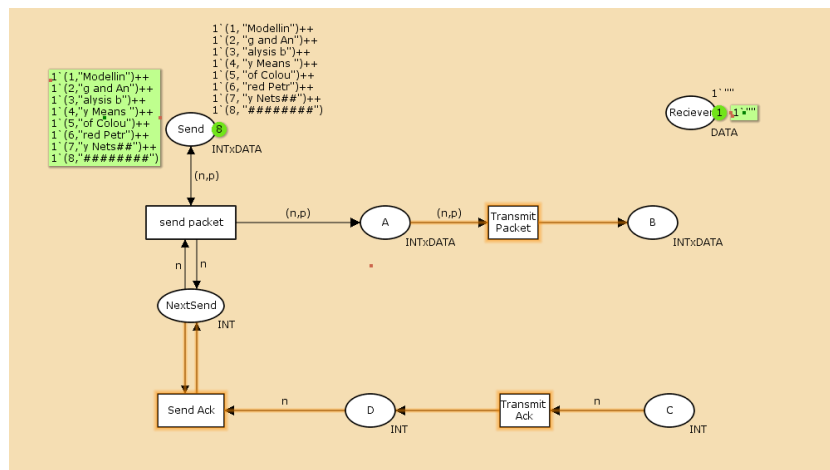 1`(1, "Modellin")++
1`(2, "g and An")++
1`(3, "alysis b")++
1`(4, "y Means ")++
1`(5, "of Colou")++
1`(6, "red Petr")++
1`(7, "y Nets##")++
1`(8, "########")
1`(1,"Modellin")++
1`(2,"g and An")++
1`(3,"alysis b")++
1`(4,"y Means ")++
1`(5,"of Colou")++
1`(6,"red Petr")++
1`(7,"y Nets##")++
1`(8,"########")
Send
8
INTxDATA
1`""
Reciever
1
1`""
DATA
(n,p)
send packet
(n,p)
A
INTxDATA
(n,p)
Transmit
Packet
B
INTxDATA
n
n
NextSend
INT
Send Ack
n
D
INT
Transmit
Ack
n
C
INT